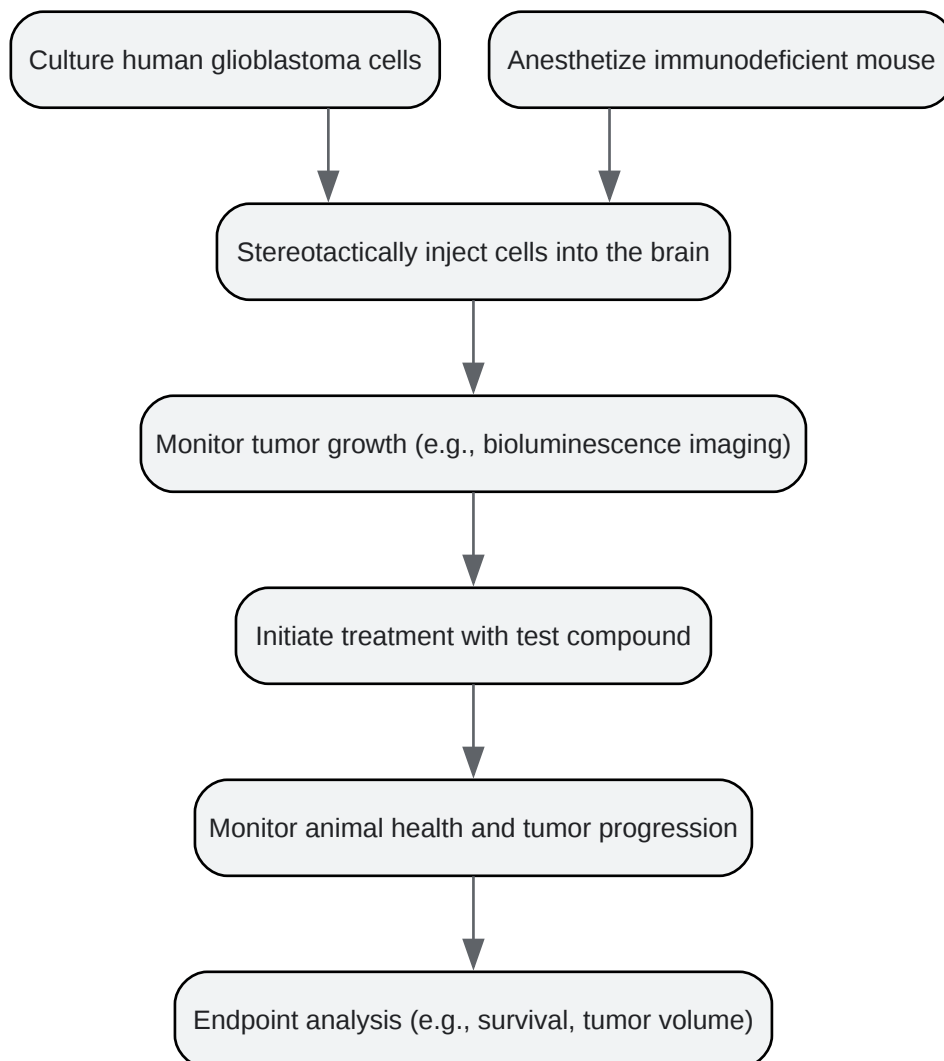 Culture human glioblastoma cells
Anesthetize immunodeficient mouse
Stereotactically inject cells into the brain
Monitor tumor growth (e.g., bioluminescence imaging)
Initiate treatment with test compound
Monitor animal health and tumor progression
Endpoint analysis (e.g., survival, tumor volume)